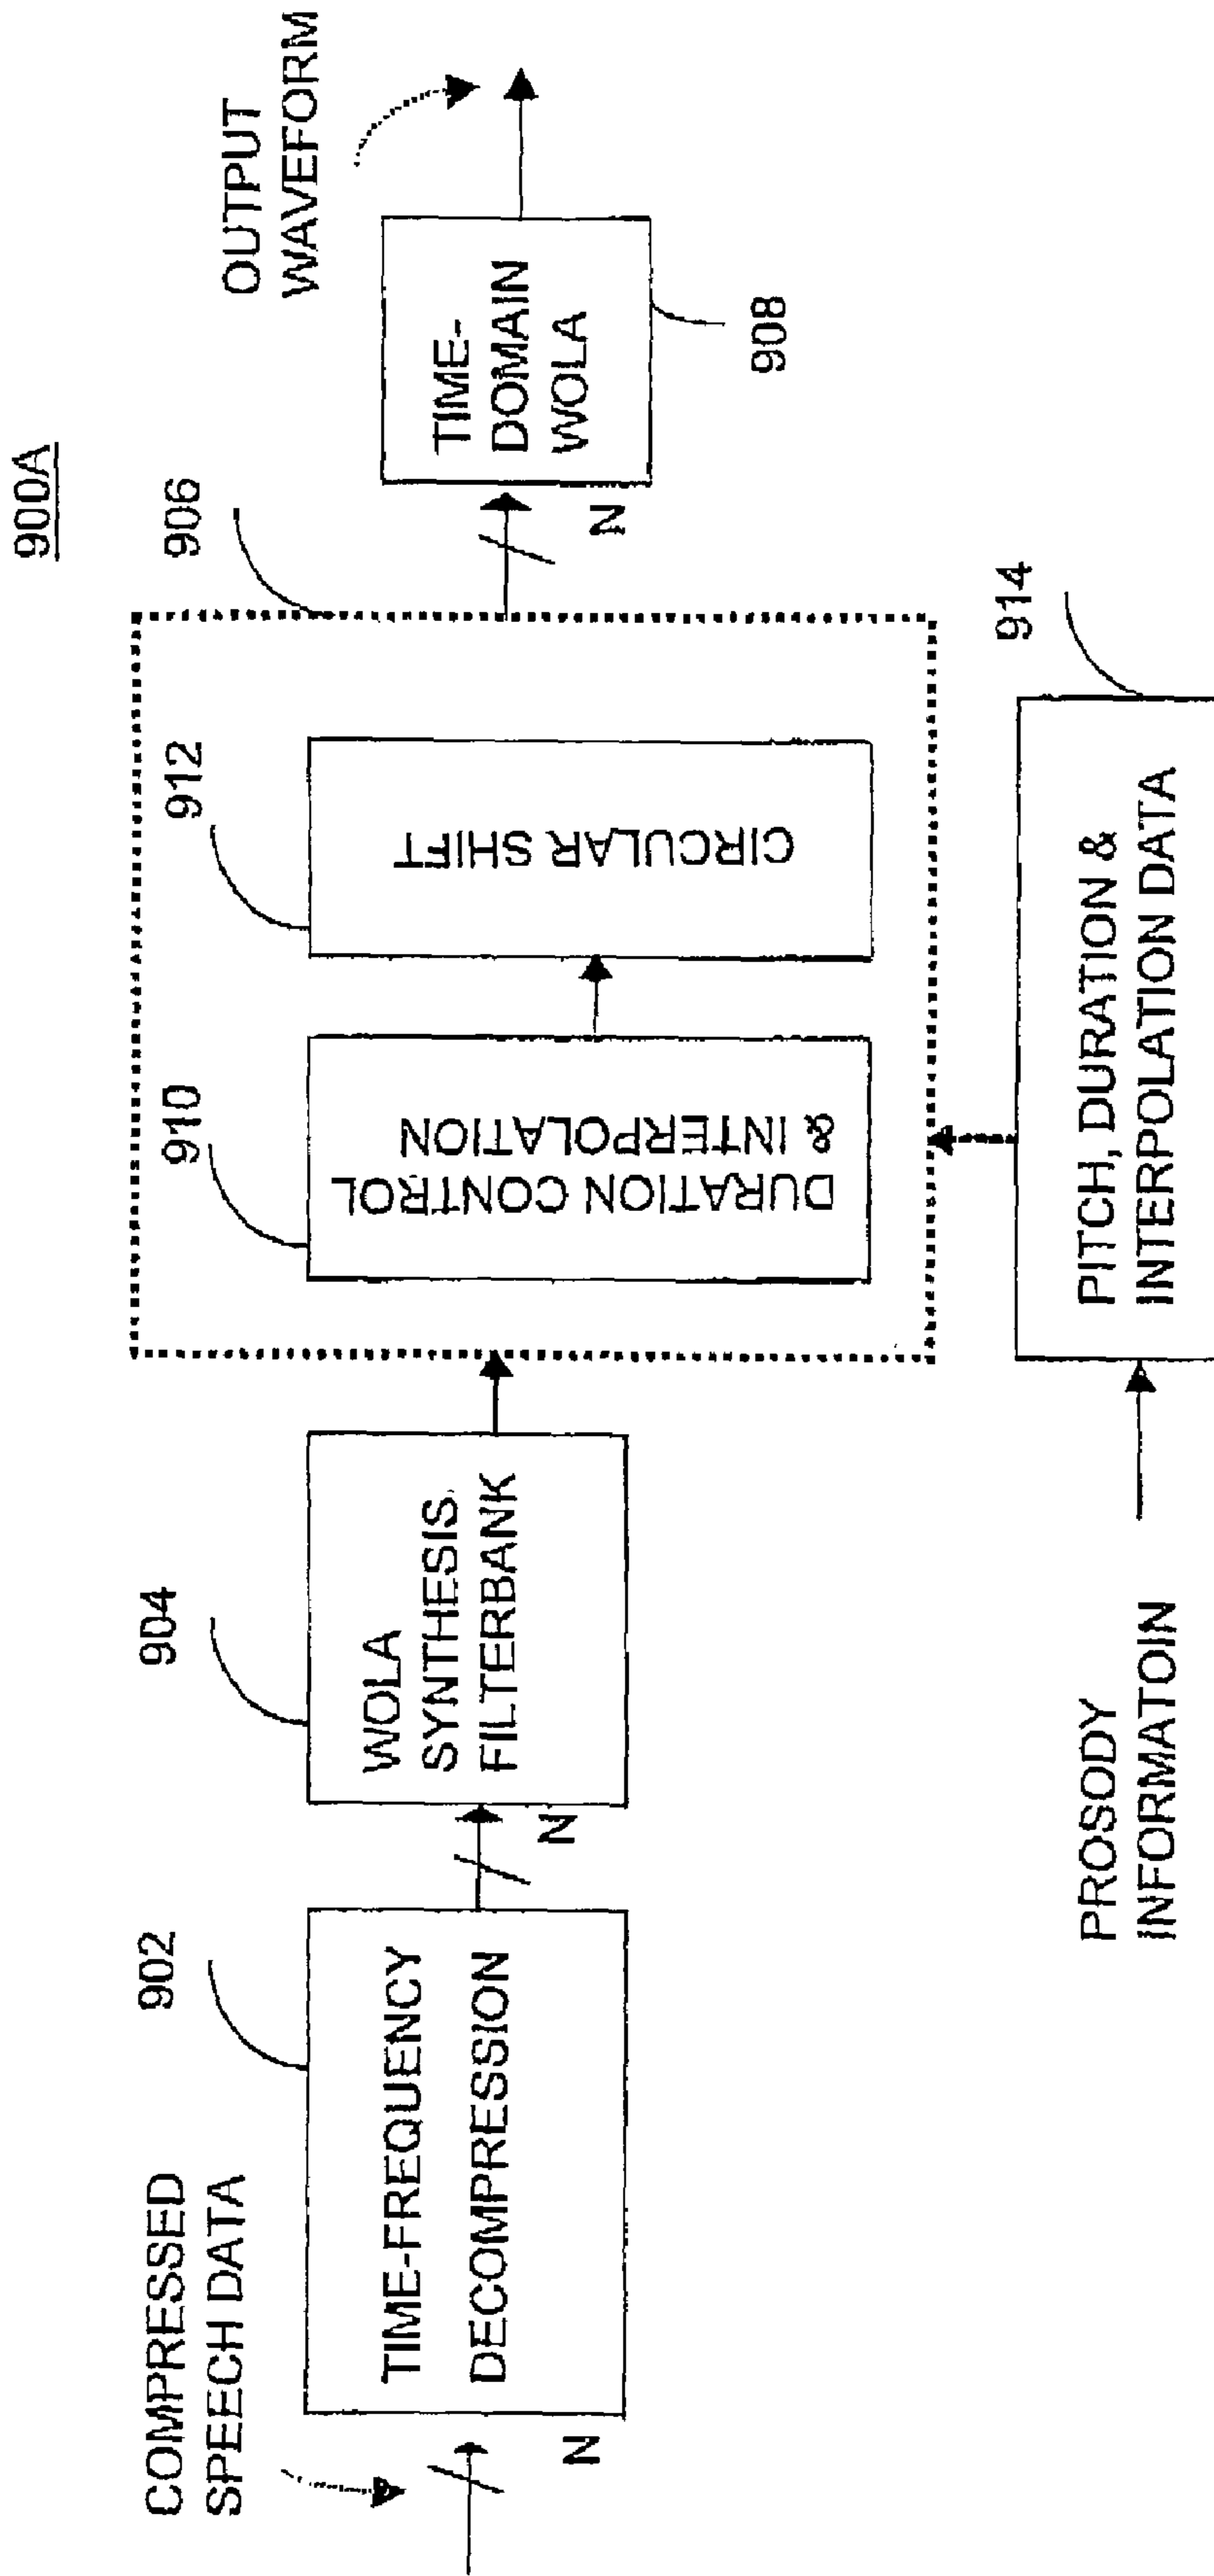 900A
COMPRESSED
SPEECH DATA
N
902
TIME-FREQUENCY
DECOMPRESSION
N
904
WOLA
SYNTHESIS
FILTERBANK
906
910
DURATION CONTROL
& INTERPOLATION
912
CIRCULAR SHIFT
N
TIME-
DOMAIN
WOLA
908
OUTPUT
WAVEFORM
PROSODY
INFORMATOIN
PITCH, DURATION &
INTERPOLATION DATA
914